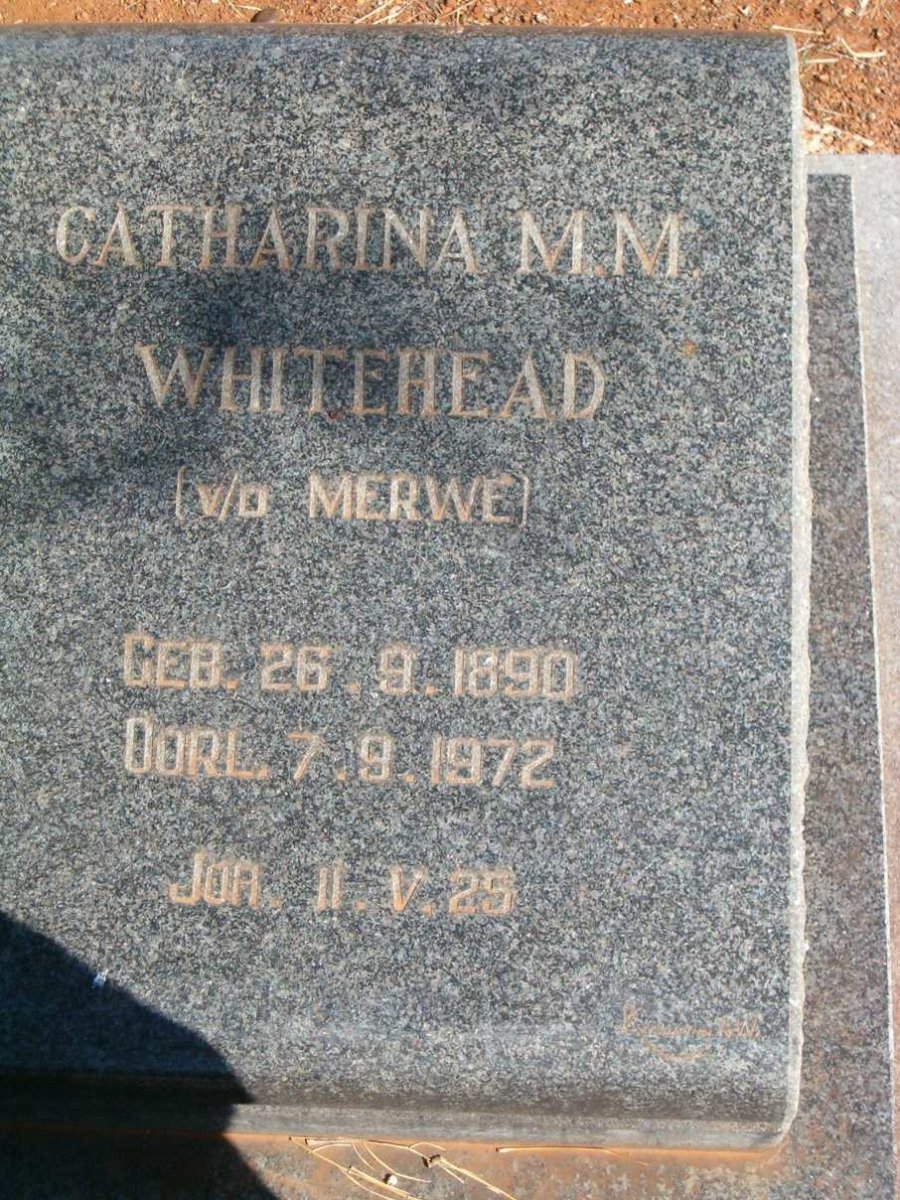 CATHARINA M.M.
WHITEHEAD
(v/d MERWE)
GEB. 26.9.1890
OORL. 7.9.1972
JOH. 11.V.25